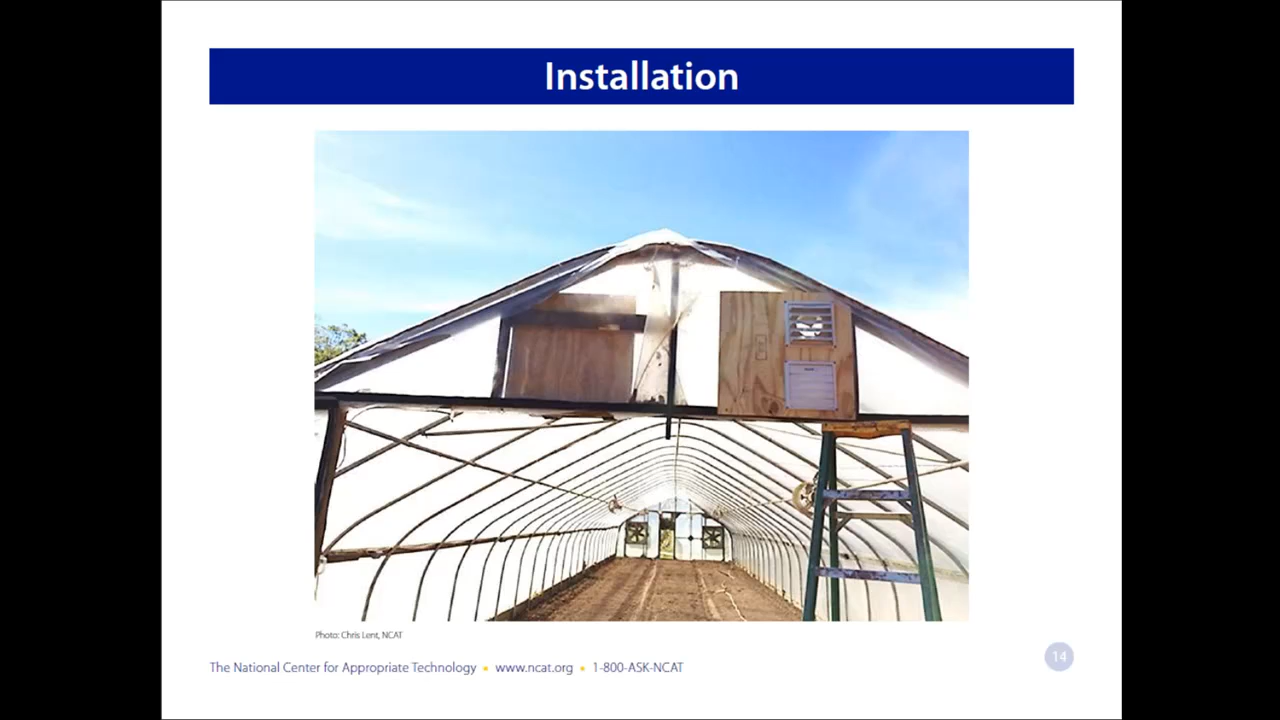 Installation
Photo: Chris Lent, NCAT
The National Center for Appropriate Technology • www.ncat.org • 1-800-ASK-NCAT
14